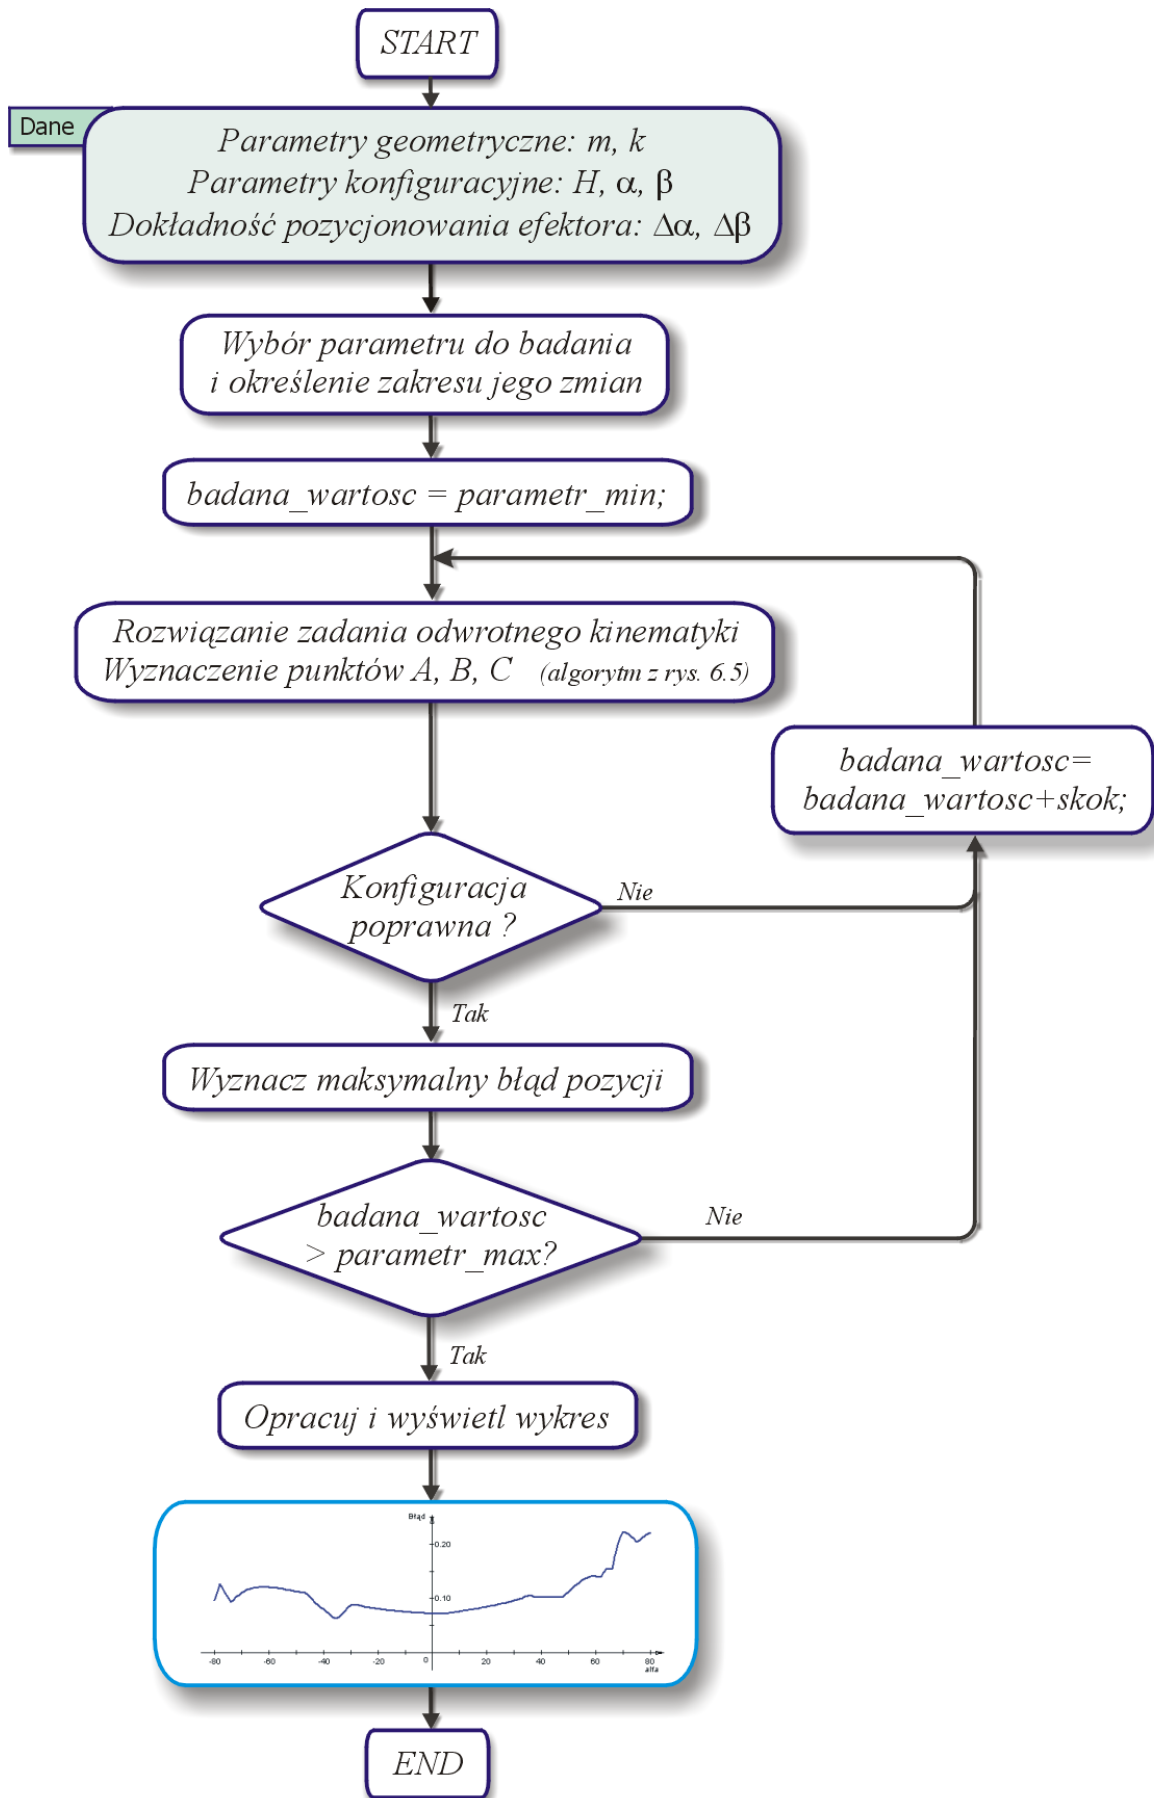 START
Dane
Parametry geometryczne: m, k
Parametry konfiguracyjne: H, α, β
Dokładność pozycjonowania efektora: Δα, Δβ
Wybór parametru do badania
i określenie zakresu jego zmian
badana_wartosc = parametr_min;
Rozwiązanie zadania odwrotnego kinematyki
Wyznaczenie punktów A, B, C (algorytm z rys. 6.5)
badana_wartosc=
badana_wartosc+skok;
Konfiguracja
poprawna ?
Nie
Tak
Wyznacz maksymalny błąd pozycji
badana_wartosc
> parametr_max?
Nie
Tak
Opracuj i wyświetl wykres
Błąd
0.20
0.10
-80 -60 -40 -20 0 20 40 60 80
alfa
END